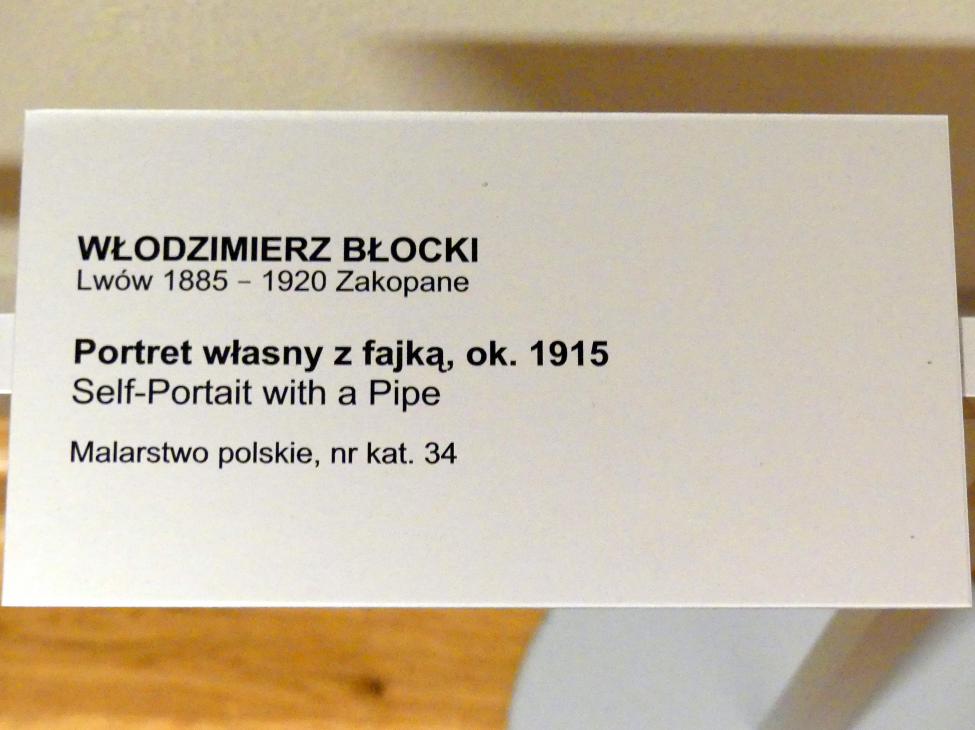 WŁODZIMIERZ BŁOCKI
Lwów 1885 – 1920 Zakopane
Portret własny z fajką, ok. 1915
Self-Portait with a Pipe
Malarstwo polskie, nr kat. 34